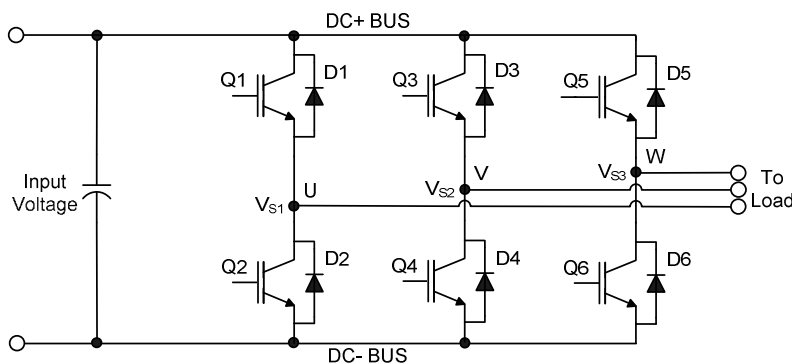 DC+ BUS
Q1
D1
Q3
D3
Q5
D5
Input
Voltage
U
V
W
VS1
VS2
VS3
To
Load
Q2
D2
Q4
D4
Q6
D6
DC- BUS